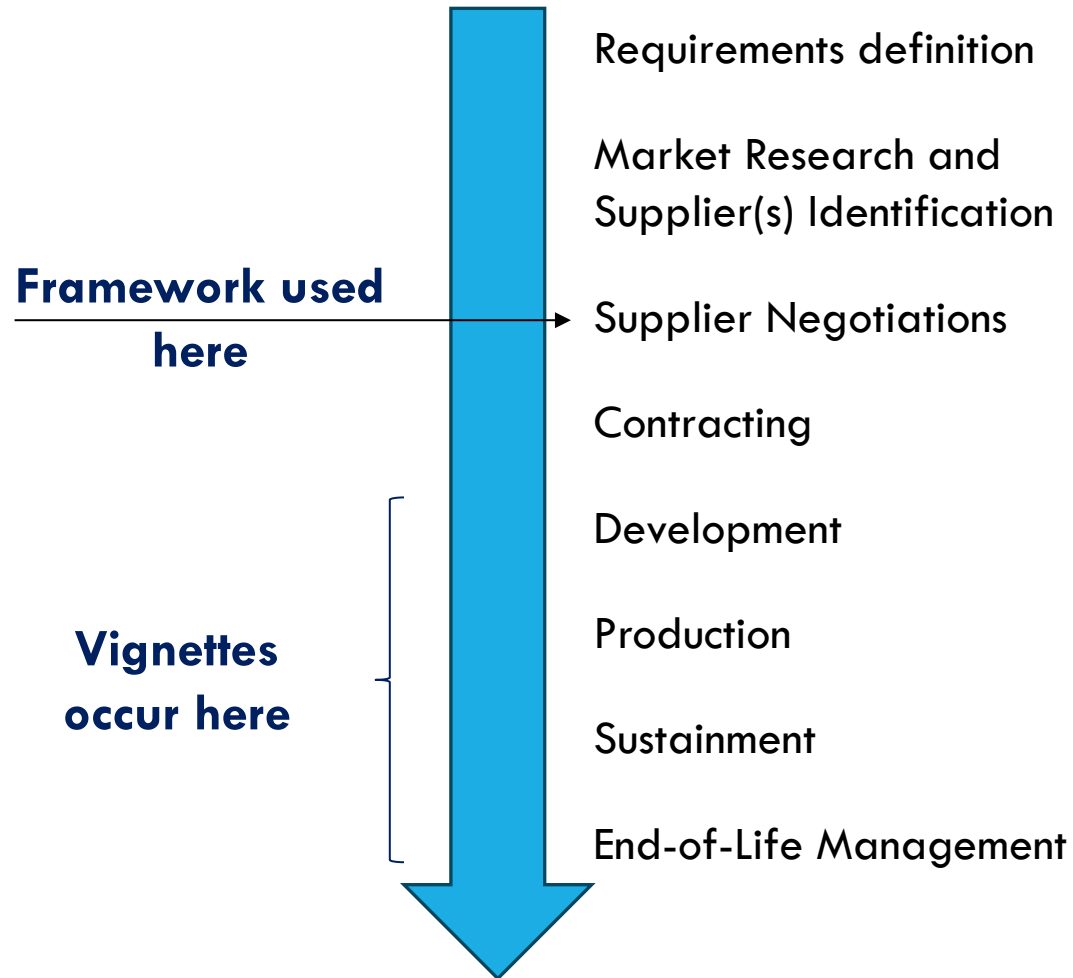 Requirements definition
Market Research and
Supplier(s) Identification
Framework used
here
Supplier Negotiations
Contracting
Development
Production
Vignettes
occur here
Sustainment
End-of-Life Management